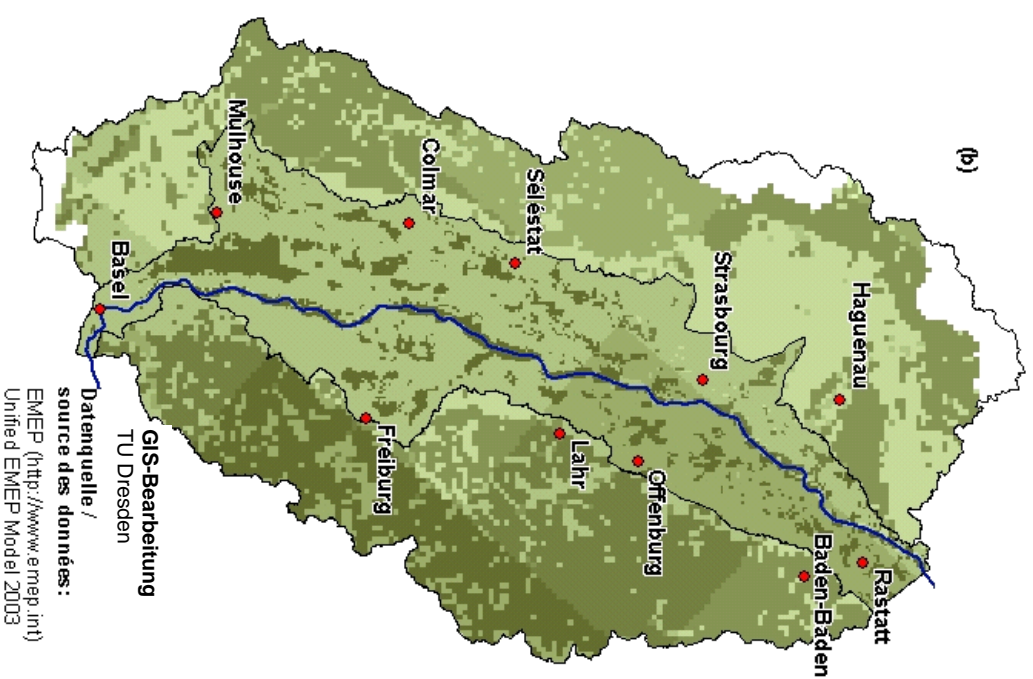 (b)
Haguenau
Rastatt
Baden-Baden
Strasbourg
Offenburg
Sélestat
Lahr
Colmar
Freiburg
Mulhouse
Basel
GIS-Bearbeitung
TU Dresden
Datenquelle /
source des données:
EMEP (http://www.emep.int)
Unified EMEP Model 2003